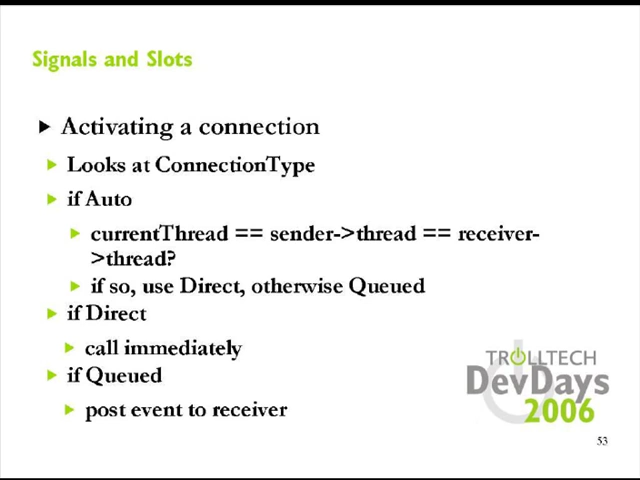 Signals and Slots
Activating a connection
Looks at ConnectionType
if Auto
currentThread == sender->thread == receiver-
>thread?
if so, use Direct, otherwise Queued
if Direct
call immediately
if Queued
post event to receiver
TROLLTECH
DevDays
2006
53